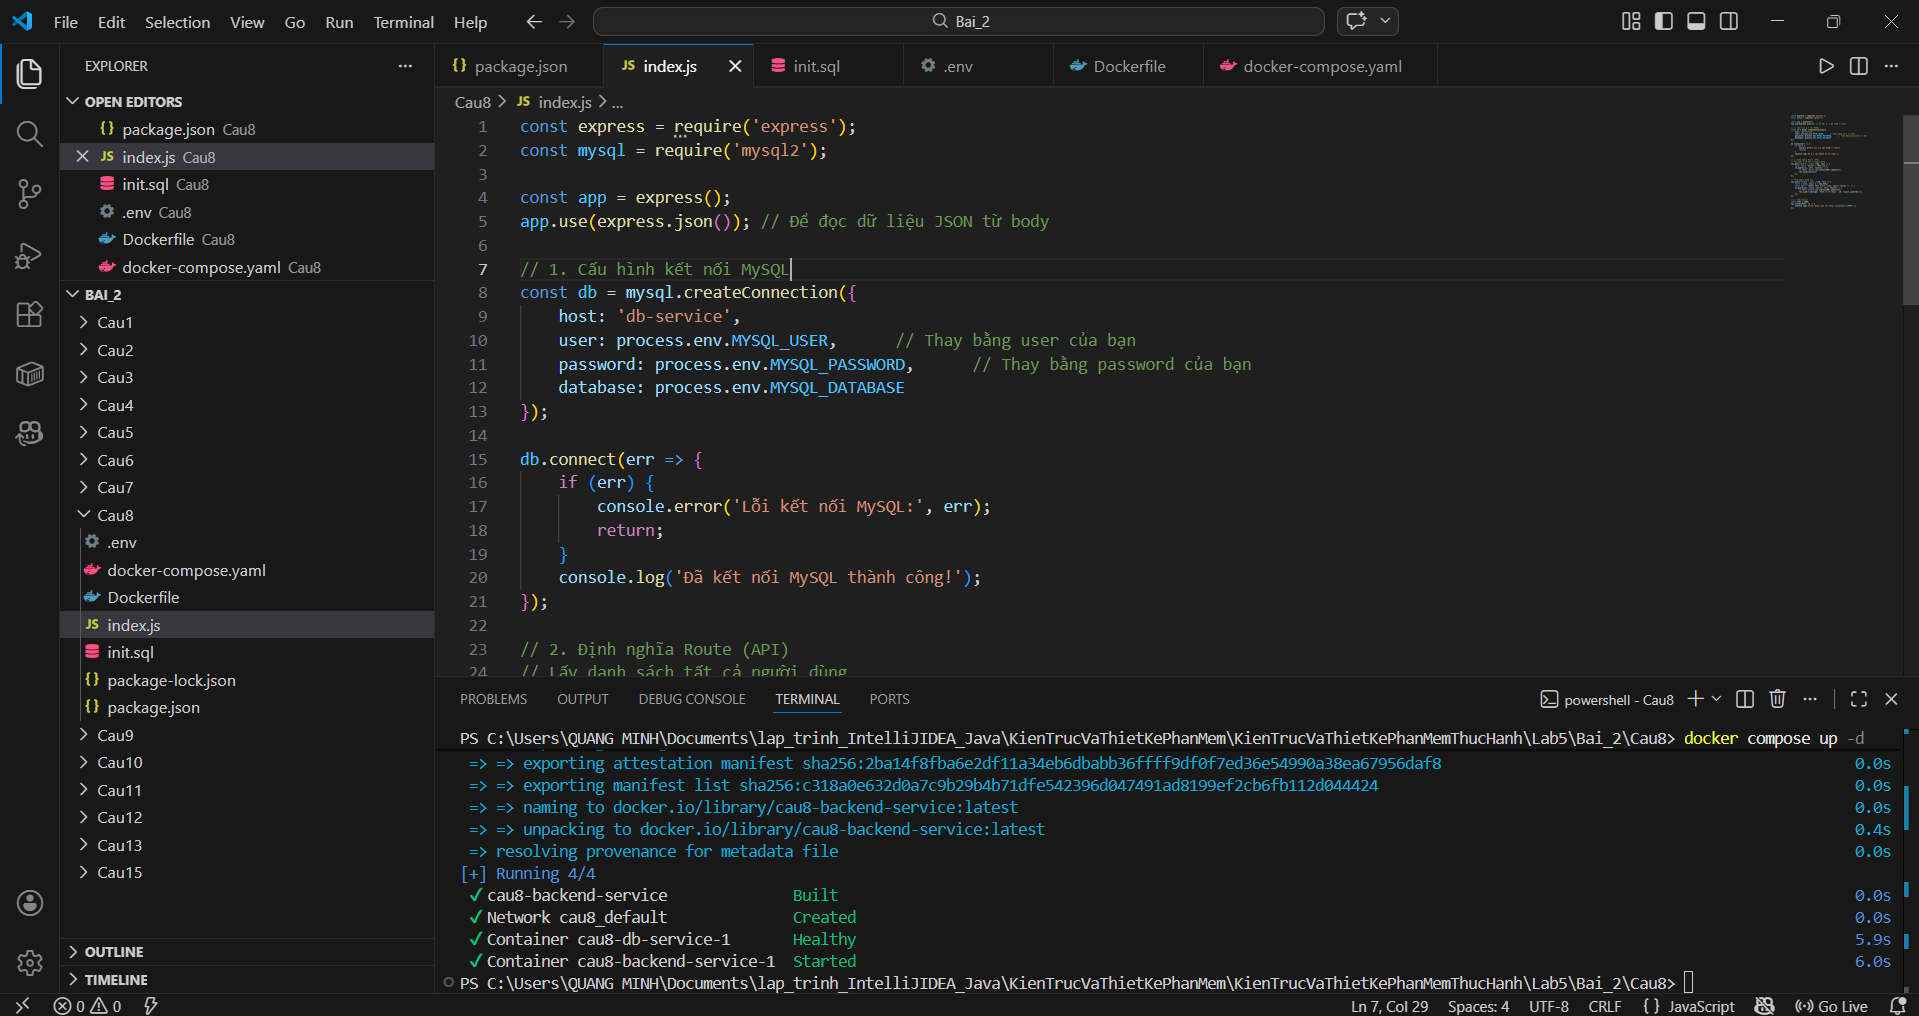 File Edit Selection View Go Run Terminal Help
Bai_2
EXPLORER
OPEN EDITORS
package.json Cau8
index.js Cau8
init.sql Cau8
.env Cau8
Dockerfile Cau8
docker-compose.yaml Cau8
BAI_2
Cau1
Cau2
Cau3
Cau4
Cau5
Cau6
Cau7
Cau8
.env
docker-compose.yaml
Dockerfile
JS index.js
init.sql
{} package-lock.json
{} package.json
Cau9
Cau10
Cau11
Cau12
Cau13
Cau15
OUTLINE
TIMELINE
{} package.json
JS index.js
init.sql
.env
Dockerfile
docker-compose.yaml
Cau8 > JS index.js > ...
1 const express = require('express');
2 const mysql = require('mysql2');
3
4 const app = express();
5 app.use(express.json()); // Để đọc dữ liệu JSON từ body
6
7 // 1. Cấu hình kết nối MySQL
8 const db = mysql.createConnection({
9 host: 'db-service',
10 user: process.env.MYSQL_USER, // Thay bằng user của bạn
11 password: process.env.MYSQL_PASSWORD, // Thay bằng password của bạn
12 database: process.env.MYSQL_DATABASE
13 });
14
15 db.connect(err => {
16 if (err) {
17 console.error('Lỗi kết nối MySQL:', err);
18 return;
19 }
20 console.log('Đã kết nối MySQL thành công!');
21 });
22
23 // 2. Định nghĩa Route (API)
24 // Lấy danh sách tất cả người dùng
PROBLEMS OUTPUT DEBUG CONSOLE TERMINAL PORTS
powershell - Cau8
PS C:\Users\QUANG MINH\Documents\lap_trinh_IntelliJIDEA_Java\KienTrucVaThietKePhanMem\KienTrucVaThietKePhanMemThucHanh\Lab5\Bai_2\Cau8> docker compose up -d
=> => exporting attestation manifest sha256:2ba14f8fba6e2df11a34eb6dbabb36ffff9df0f7ed36e54990a38ea67956daf8 0.0s
=> => exporting manifest list sha256:c318a0e632d0a7c9b29b4b71dfe542396d047491ad8199ef2cb6fb112d044424 0.0s
=> => naming to docker.io/library/cau8-backend-service:latest 0.0s
=> => unpacking to docker.io/library/cau8-backend-service:latest 0.4s
=> resolving provenance for metadata file 0.0s
[+] Running 4/4
✓ cau8-backend-service Built 0.0s
✓ Network cau8_default Created 0.0s
✓ Container cau8-db-service-1 Healthy 5.9s
✓ Container cau8-backend-service-1 Started 6.0s
PS C:\Users\QUANG MINH\Documents\lap_trinh_IntelliJIDEA_Java\KienTrucVaThietKePhanMem\KienTrucVaThietKePhanMemThucHanh\Lab5\Bai_2\Cau8>
0 0
Ln 7, Col 29 Spaces: 4 UTF-8 CRLF {} JavaScript Go Live